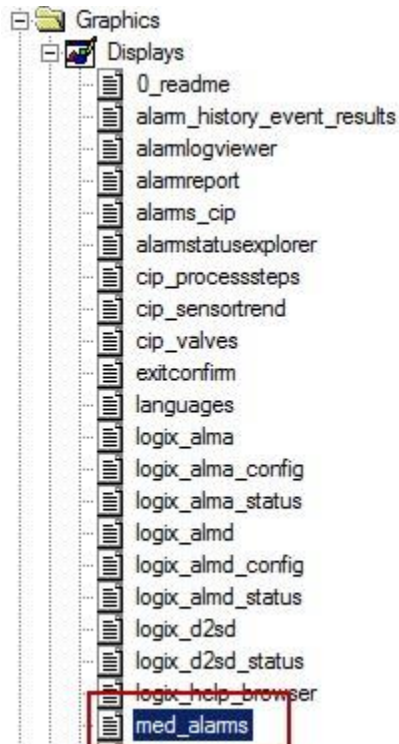 Graphics
Displays
0_readme
alarm_history_event_results
alarmlogviewer
alarmreport
alarms_cip
alarmstatusexplorer
cip_processsteps
cip_sensortrend
cip_valves
exitconfirm
languages
logix_alma
logix_alma_config
logix_alma_status
logix_almd
logix_almd_config
logix_almd_status
logix_d2sd
logix_d2sd_status
logix_help_browser
med_alarms